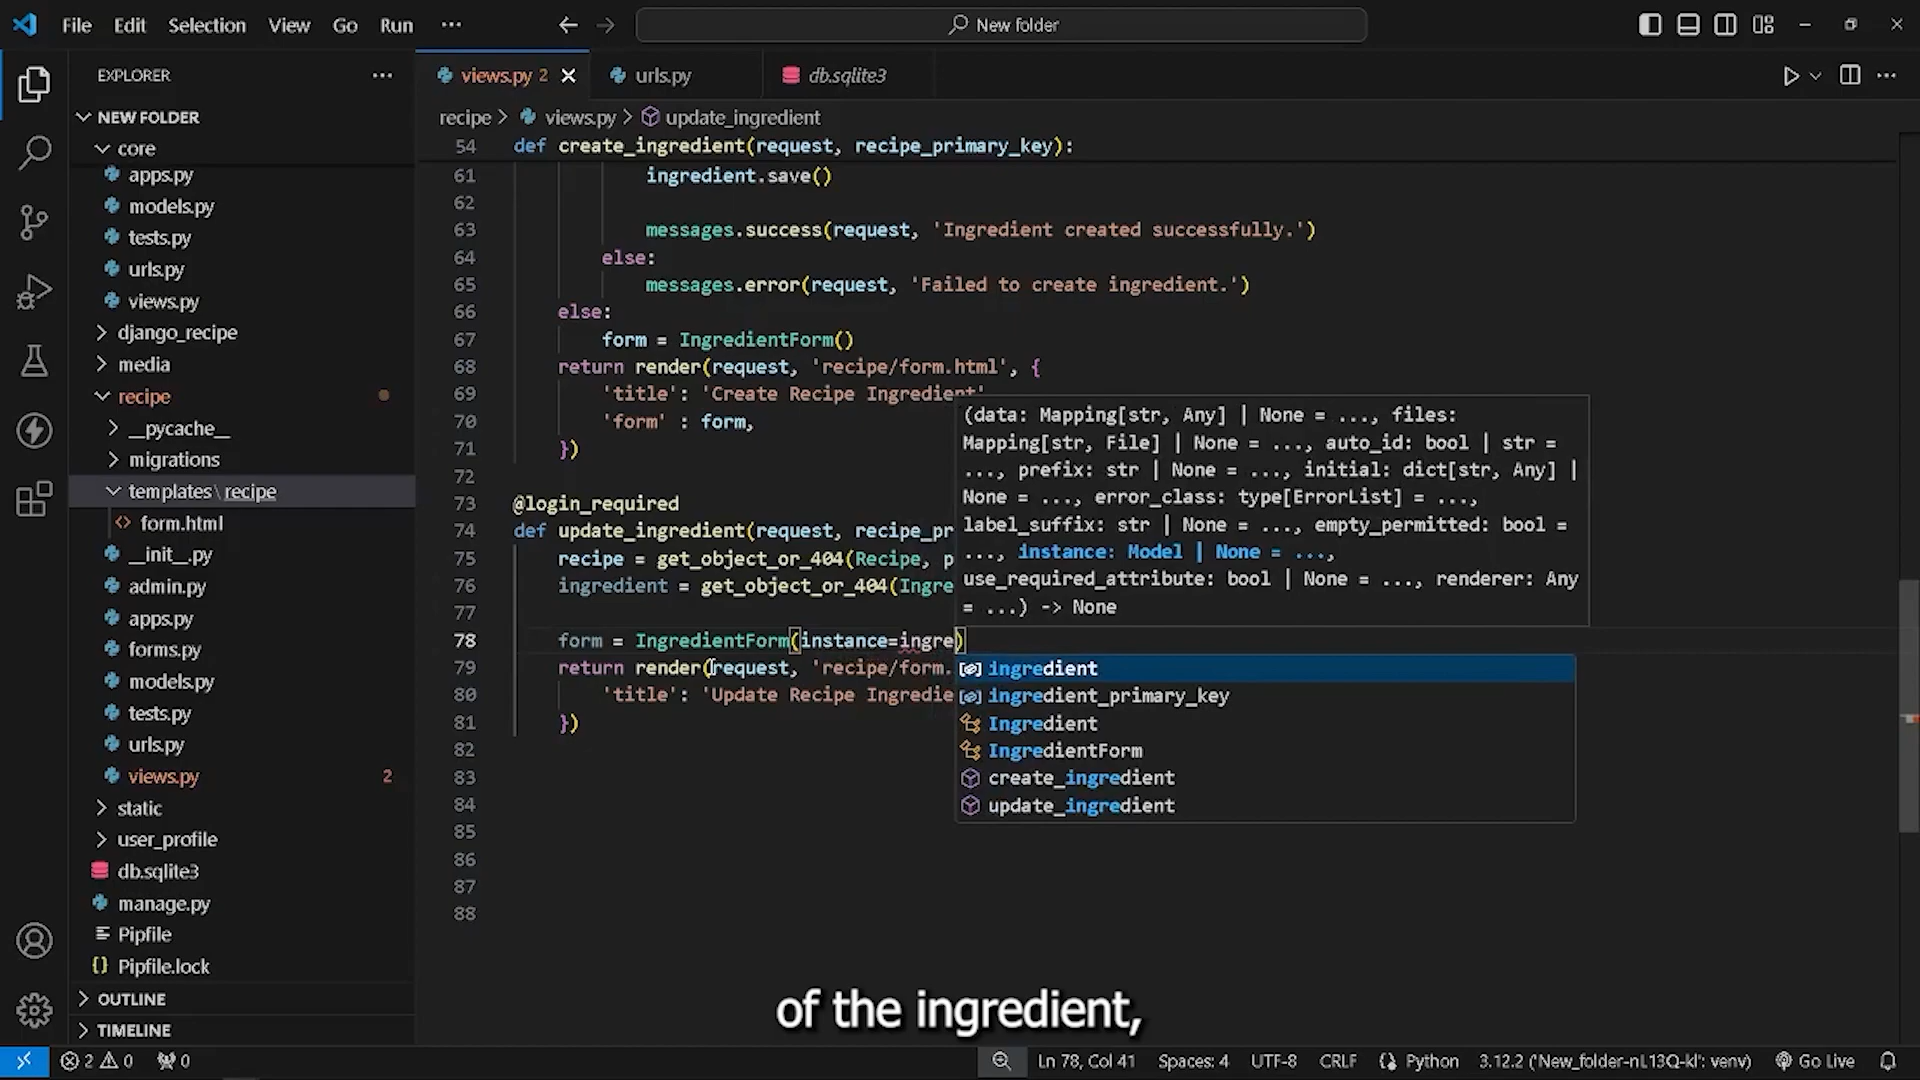 File Edit Selection View Go Run ··· New folder
EXPLORER ···
views.py 2 urls.py db.sqlite3
NEW FOLDER
core
apps.py
models.py
tests.py
urls.py
views.py
django_recipe
media
recipe
__pycache__
migrations
templates\recipe
form.html
__init__.py
admin.py
apps.py
forms.py
models.py
tests.py
urls.py
views.py 2
static
user_profile
db.sqlite3
manage.py
Pipfile
Pipfile.lock
OUTLINE
TIMELINE
recipe > views.py > update_ingredient
54 def create_ingredient(request, recipe_primary_key):
61 ingredient.save()
62
63 messages.success(request, 'Ingredient created successfully.')
64 else:
65 messages.error(request, 'Failed to create ingredient.')
66 else:
67 form = IngredientForm()
68 return render(request, 'recipe/form.html', {
69 'title': 'Create Recipe Ingredient'
70 'form' : form,
71 })
72
73 @login_required
74 def update_ingredient(request, recipe_pr
75 recipe = get_object_or_404(Recipe, p
76 ingredient = get_object_or_404(Ingre
77
78 form = IngredientForm(instance=ingre)
79 return render(request, 'recipe/form.
80 'title': 'Update Recipe Ingredie
81 })
82
83
84
85
86
87
88
(data: Mapping[str, Any] | None = ..., files:
Mapping[str, File] | None = ..., auto_id: bool | str =
..., prefix: str | None = ..., initial: dict[str, Any] |
None = ..., error_class: type[ErrorList] = ...,
label_suffix: str | None = ..., empty_permitted: bool =
..., instance: Model | None = ...,
use_required_attribute: bool | None = ..., renderer: Any
= ...) -> None
ingredient
ingredient_primary_key
Ingredient
IngredientForm
create_ingredient
update_ingredient
of the ingredient,
2 0 0 Ln 78, Col 41 Spaces: 4 UTF-8 CRLF Python 3.12.2 ('New_folder-nL13Q-kl': venv) Go Live